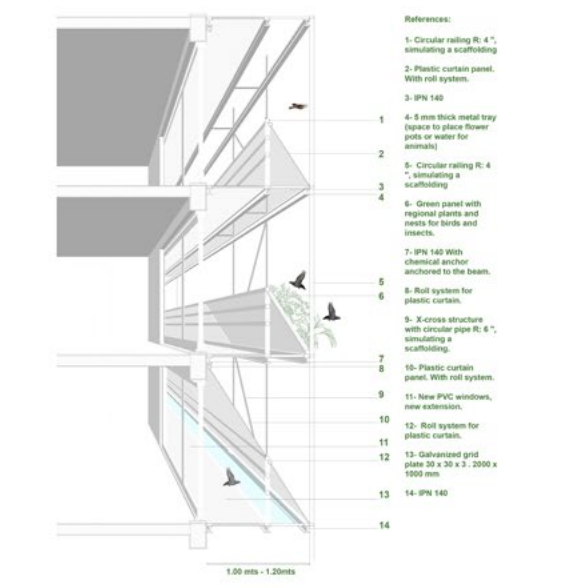 References:
1- Circular railing R: 4 ",
simulating a scaffolding
2- Plastic curtain panel.
With roll system.
3- IPN 140
4- 5 mm thick metal tray
(space to place flower
pots or water for
animals)
5- Circular railing R: 4
", simulating a
scaffolding
6- Green panel with
regional plants and
nests for birds and
insects.
7- IPN 140 With
chemical anchor
anchored to the beam.
8- Roll system for
plastic curtain.
9- X-cross structure
with circular pipe R: 6 ",
simulating a
scaffolding.
10- Plastic curtain
panel. With roll system.
11- New PVC windows,
new extension.
12- Roll system for
plastic curtain.
13- Galvanized grid
plate 30 x 30 x 3 . 2000 x
1000 mm
14- IPN 140
1
2
3
4
5
6
7
8
9
10
11
12
13
14
1.00 mts - 1.20mts